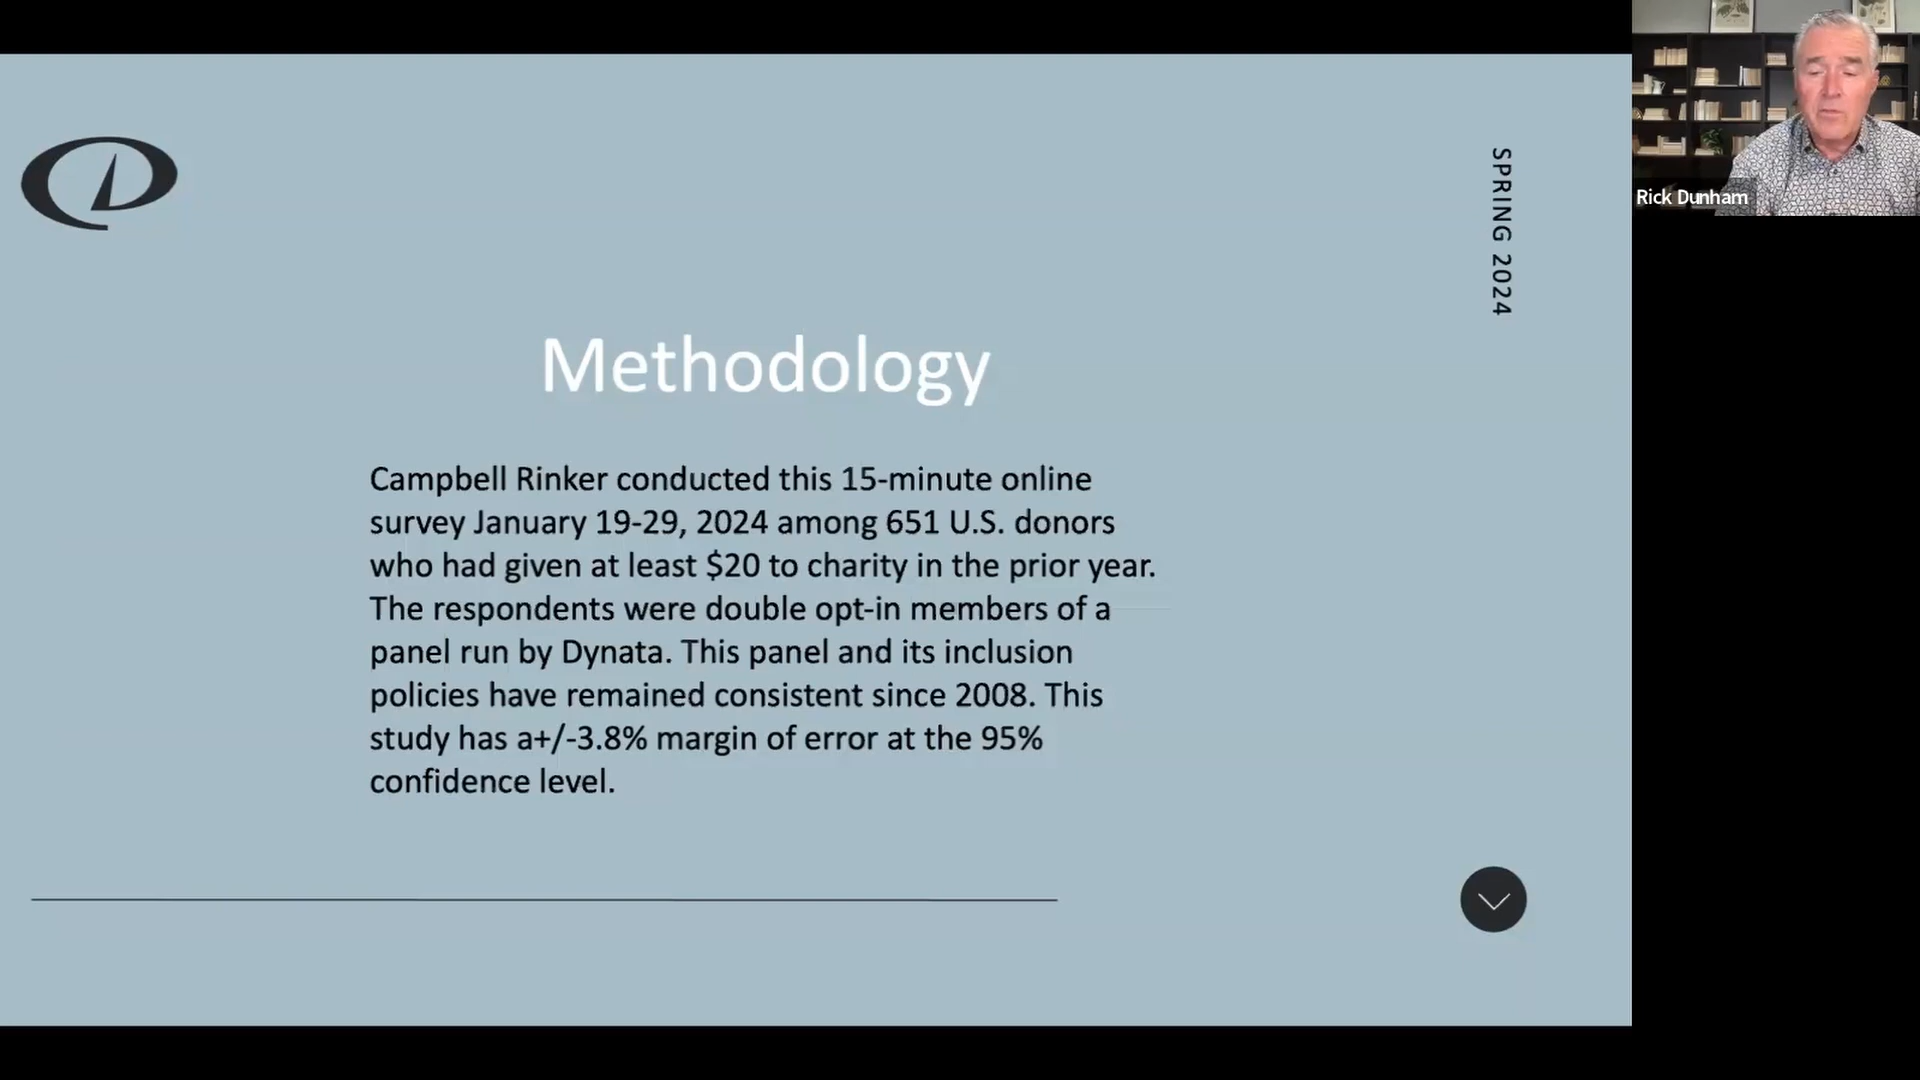 SPRING 2024
Methodology
Campbell Rinker conducted this 15-minute online
survey January 19-29, 2024 among 651 U.S. donors
who had given at least $20 to charity in the prior year.
The respondents were double opt-in members of a
panel run by Dynata. This panel and its inclusion
policies have remained consistent since 2008. This
study has a+/-3.8% margin of error at the 95%
confidence level.
Rick Dunham